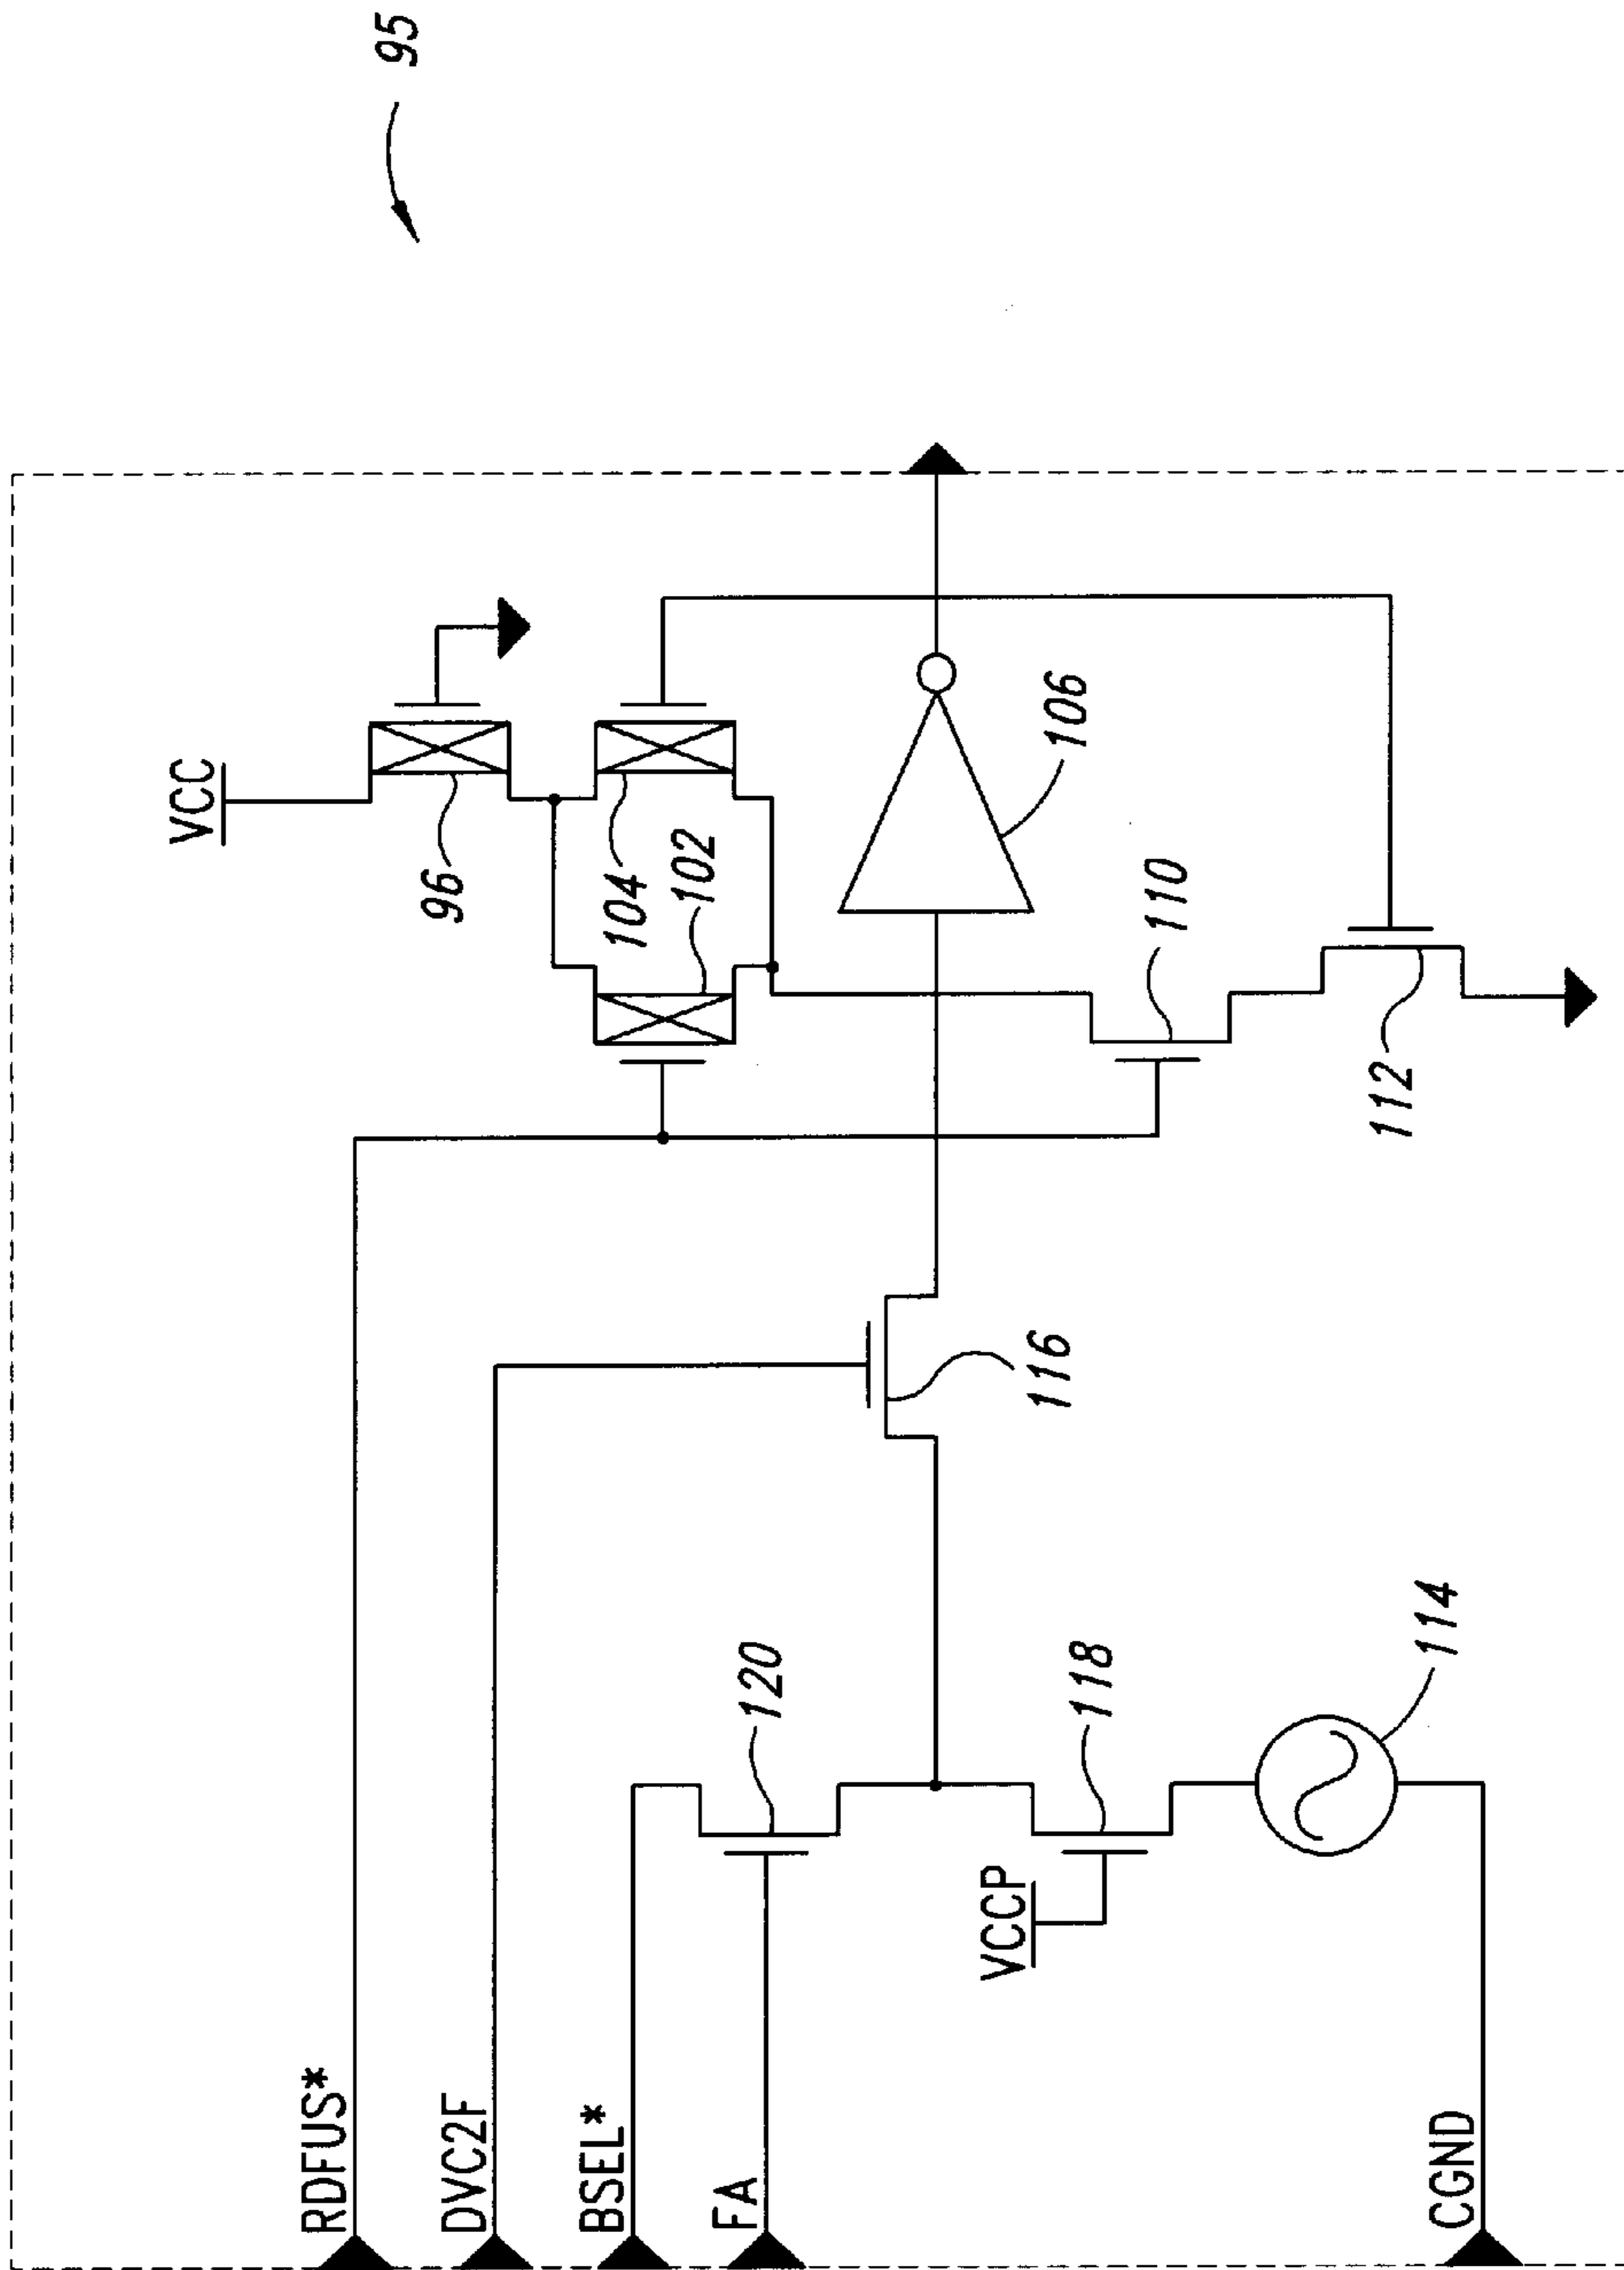 95
VCC
96
104
102
106
110
112
116
120
118
114
VCCP
RDFUS*
DVC2F
BSEL*
FA
CGND